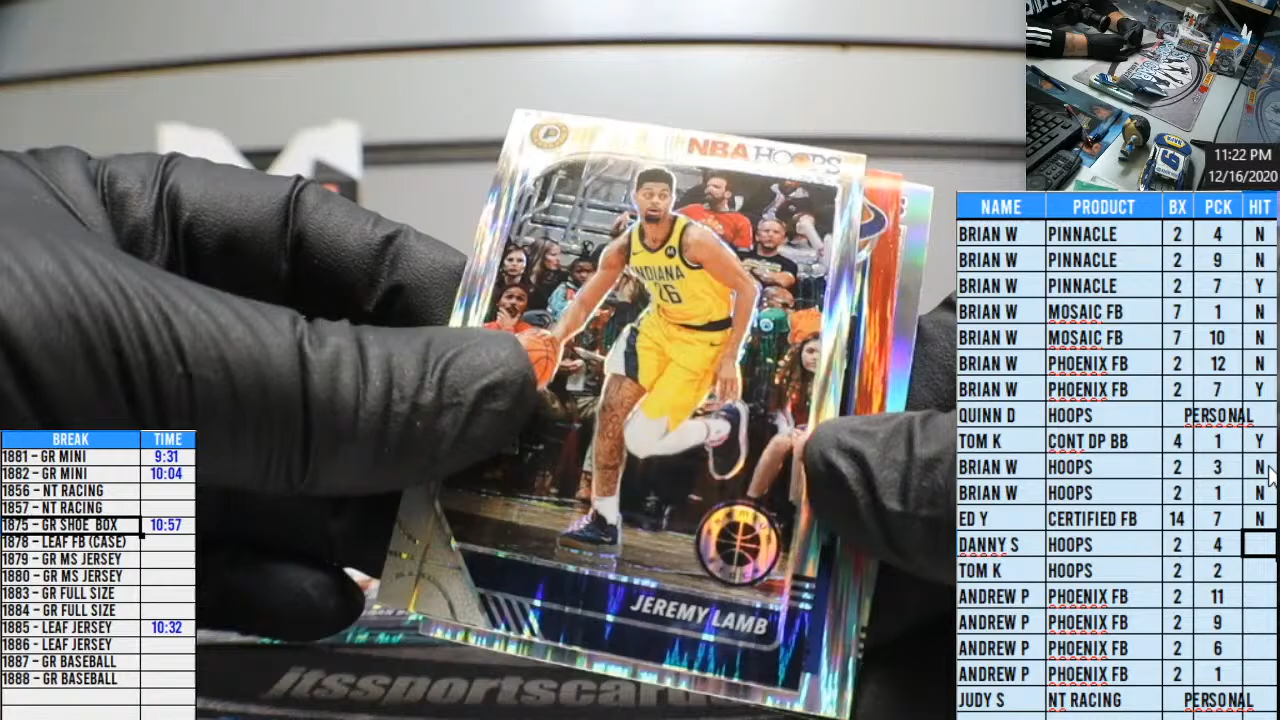 NBA HOOPS
INDIANA
26
JEREMY LAMB
itssportscar
11:22 PM
12/16/2020
NAME PRODUCT BX PCK HIT
BRIAN W PINNACLE 2 4 N
BRIAN W PINNACLE 2 9 N
BRIAN W PINNACLE 2 7 Y
BRIAN W MOSAIC FB 7 1 N
BRIAN W MOSAIC FB 7 10 N
BRIAN W PHOENIX FB 2 12 N
BRIAN W PHOENIX FB 2 7 Y
QUINN D HOOPS PERSONAL
TOM K CONT DP BB 4 1 Y
BRIAN W HOOPS 2 3 N
BRIAN W HOOPS 2 1 N
ED Y CERTIFIED FB 14 7 N
DANNY S HOOPS 2 4
TOM K HOOPS 2 2
ANDREW P PHOENIX FB 2 11
ANDREW P PHOENIX FB 2 9
ANDREW P PHOENIX FB 2 6
ANDREW P PHOENIX FB 2 1
JUDY S NT RACING PERSONAL
BREAK TIME
1881 - GR MINI 9:31
1882 - GR MINI 10:04
1856 - NT RACING
1857 - NT RACING
1875 - GR SHOE BOX 10:57
1878 - LEAF FB (CASE)
1879 - GR MS JERSEY
1880 - GR MS JERSEY
1883 - GR FULL SIZE
1884 - GR FULL SIZE
1885 - LEAF JERSEY 10:32
1886 - LEAF JERSEY
1887 - GR BASEBALL
1888 - GR BASEBALL